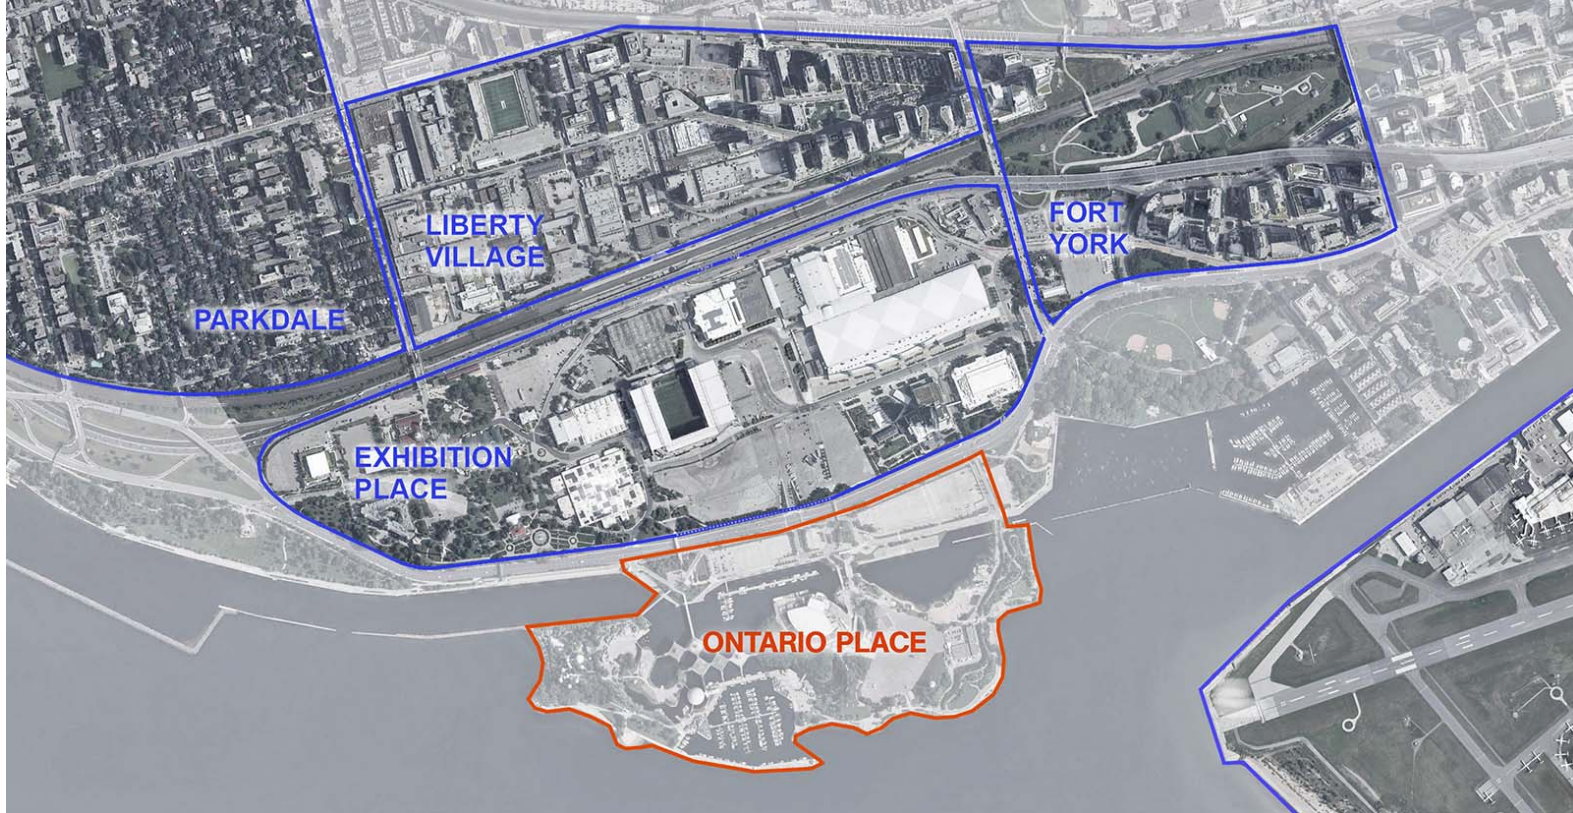 LIBERTY
VILLAGE
FORT
YORK
PARKDALE
EXHIBITION
PLACE
ONTARIO PLACE